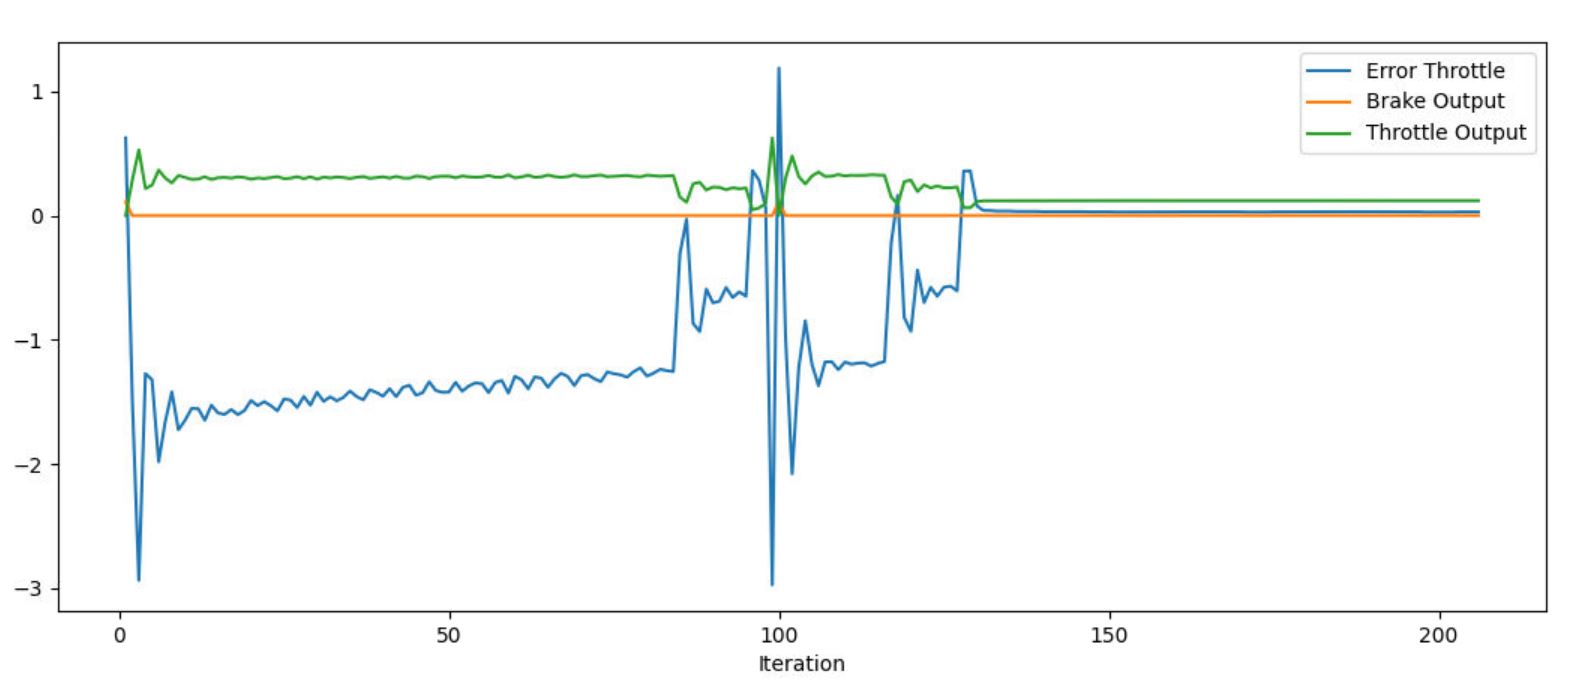 Error Throttle
Brake Output
Throttle Output
1
0
−1
−2
−3
0 50 100 150 200
Iteration